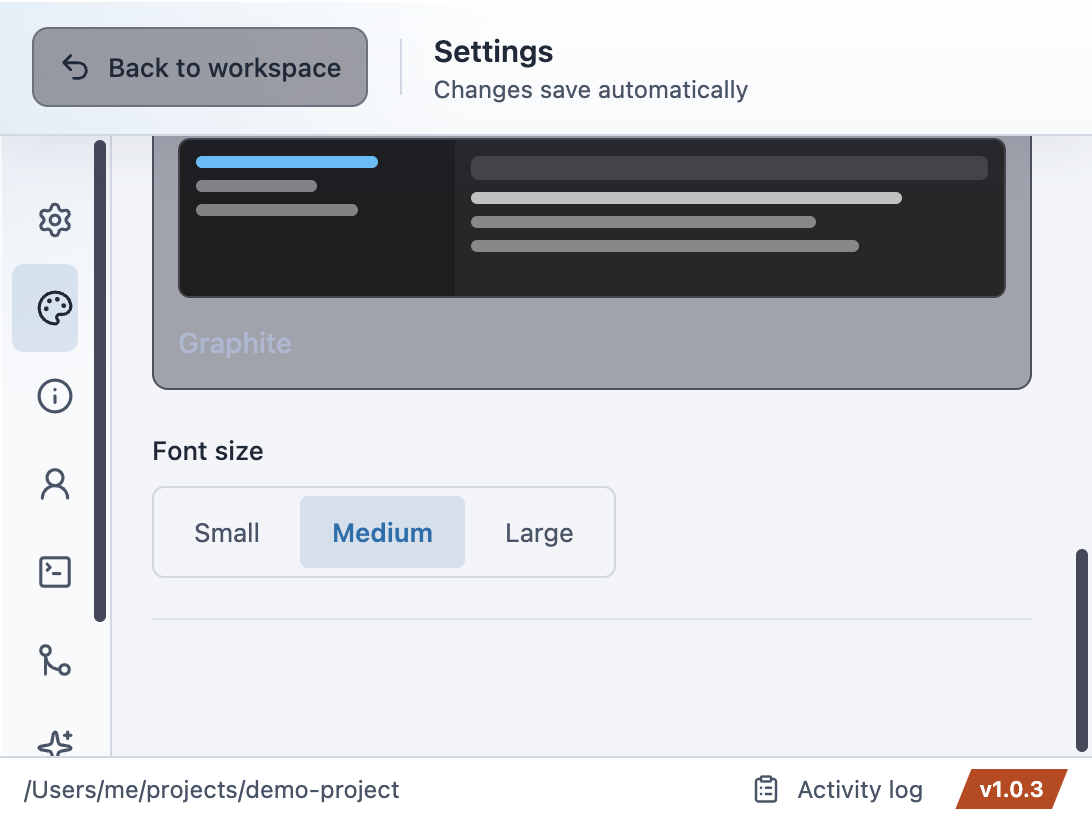 Back to workspace
Settings
Changes save automatically
Graphite
Font size
Small Medium Large
/Users/me/projects/demo-project Activity log v1.0.3